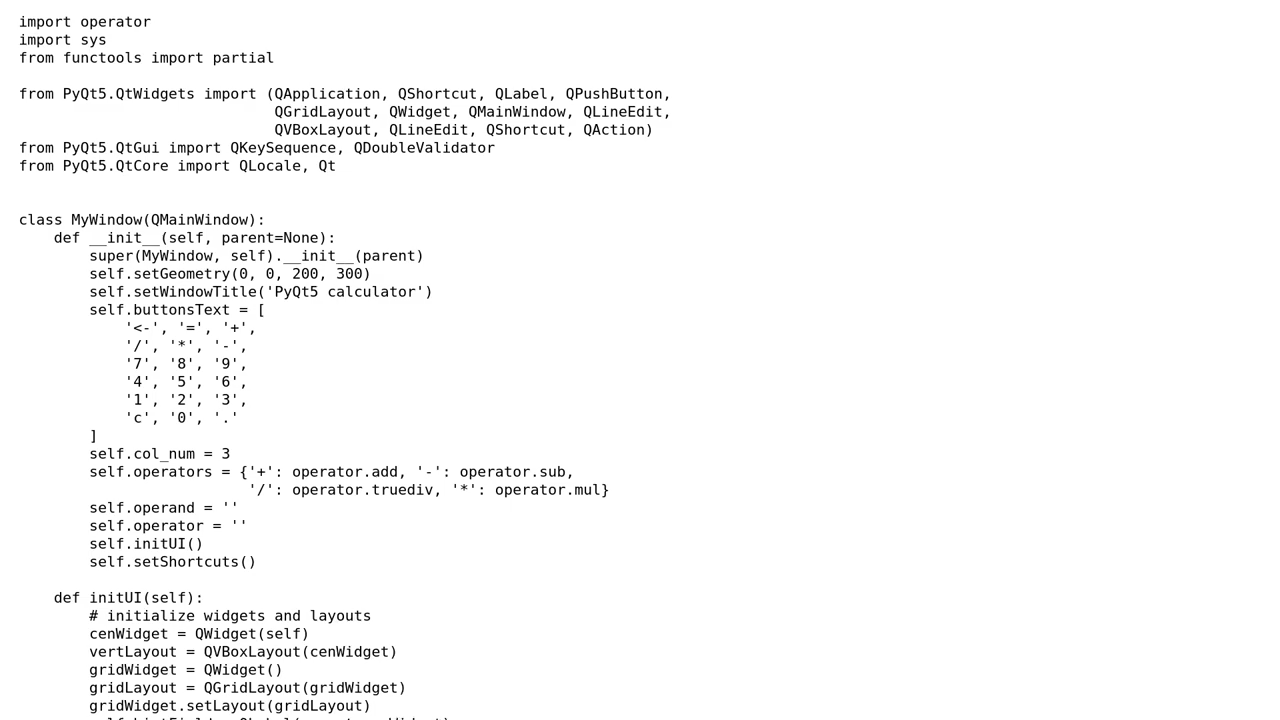 import operator
import sys
from functools import partial

from PyQt5.QtWidgets import (QApplication, QShortcut, QLabel, QPushButton,
                             QGridLayout, QWidget, QMainWindow, QLineEdit,
                             QVBoxLayout, QLineEdit, QShortcut, QAction)
from PyQt5.QtGui import QKeySequence, QDoubleValidator
from PyQt5.QtCore import QLocale, Qt


class MyWindow(QMainWindow):
    def __init__(self, parent=None):
        super(MyWindow, self).__init__(parent)
        self.setGeometry(0, 0, 200, 300)
        self.setWindowTitle('PyQt5 calculator')
        self.buttonsText = [
            '<-', '=', '+',
            '/', '*', '-',
            '7', '8', '9',
            '4', '5', '6',
            '1', '2', '3',
            'c', '0', '.'
        ]
        self.col_num = 3
        self.operators = {'+': operator.add, '-': operator.sub,
                          '/': operator.truediv, '*': operator.mul}
        self.operand = ''
        self.operator = ''
        self.initUI()
        self.setShortcuts()

    def initUI(self):
        # initialize widgets and layouts
        cenWidget = QWidget(self)
        vertLayout = QVBoxLayout(cenWidget)
        gridWidget = QWidget()
        gridLayout = QGridLayout(gridWidget)
        gridWidget.setLayout(gridLayout)